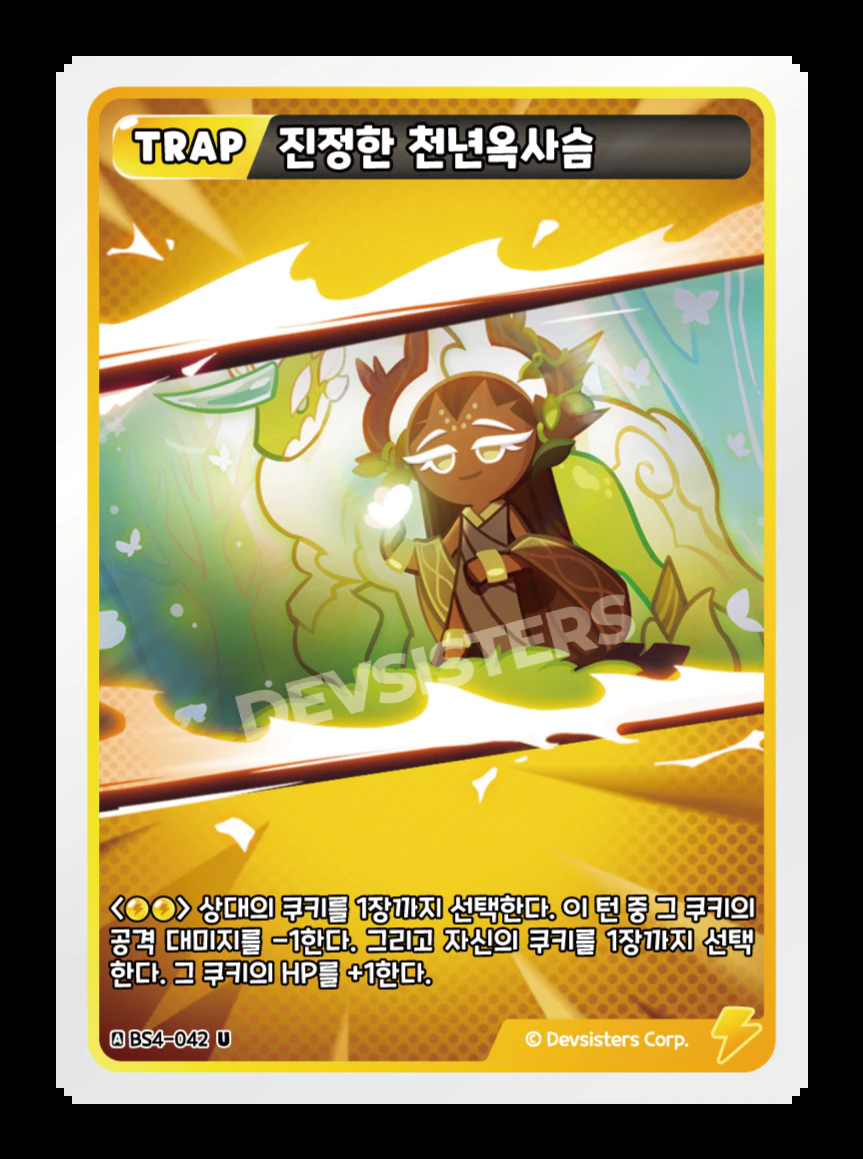 TRAP 진정한 천년옥사슴
DEVSISTERS
<⚡⚡> 상대의 쿠키를 1장까지 선택한다. 이 턴 중 그 쿠키의
공격 대미지를 -1한다. 그리고 자신의 쿠키를 1장까지 선택
한다. 그 쿠키의 HP를 +1한다.
A BS4-042 U
© Devsisters Corp.